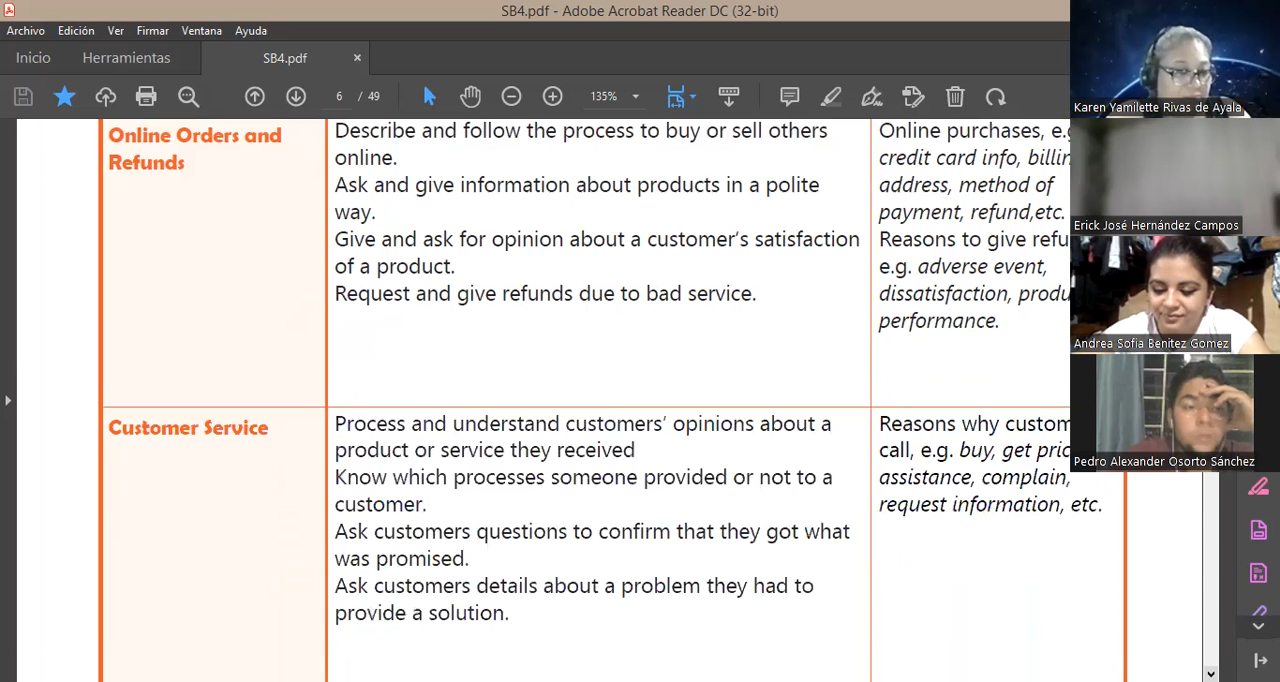 SB4.pdf - Adobe Acrobat Reader DC (32-bit)
Archivo Edición Ver Firmar Ventana Ayuda
Inicio Herramientas SB4.pdf ×
6 / 49 135%
Online Orders and
Refunds
Describe and follow the process to buy or sell others
online.
Ask and give information about products in a polite
way.
Give and ask for opinion about a customer's satisfaction
of a product.
Request and give refunds due to bad service.
Online purchases, e.g
credit card info, billin
address, method of
payment, refund,etc.
Reasons to give refu
e.g. adverse event,
dissatisfaction, produ
performance.
Customer Service
Process and understand customers' opinions about a
product or service they received
Know which processes someone provided or not to a
customer.
Ask customers questions to confirm that they got what
was promised.
Ask customers details about a problem they had to
provide a solution.
Reasons why custom
call, e.g. buy, get pric
assistance, complain,
request information, etc.
Karen Yamilette Rivas de Ayala
Erick José Hernández Campos
Andrea Sofia Benitez Gomez
Pedro Alexander Osorto Sánchez